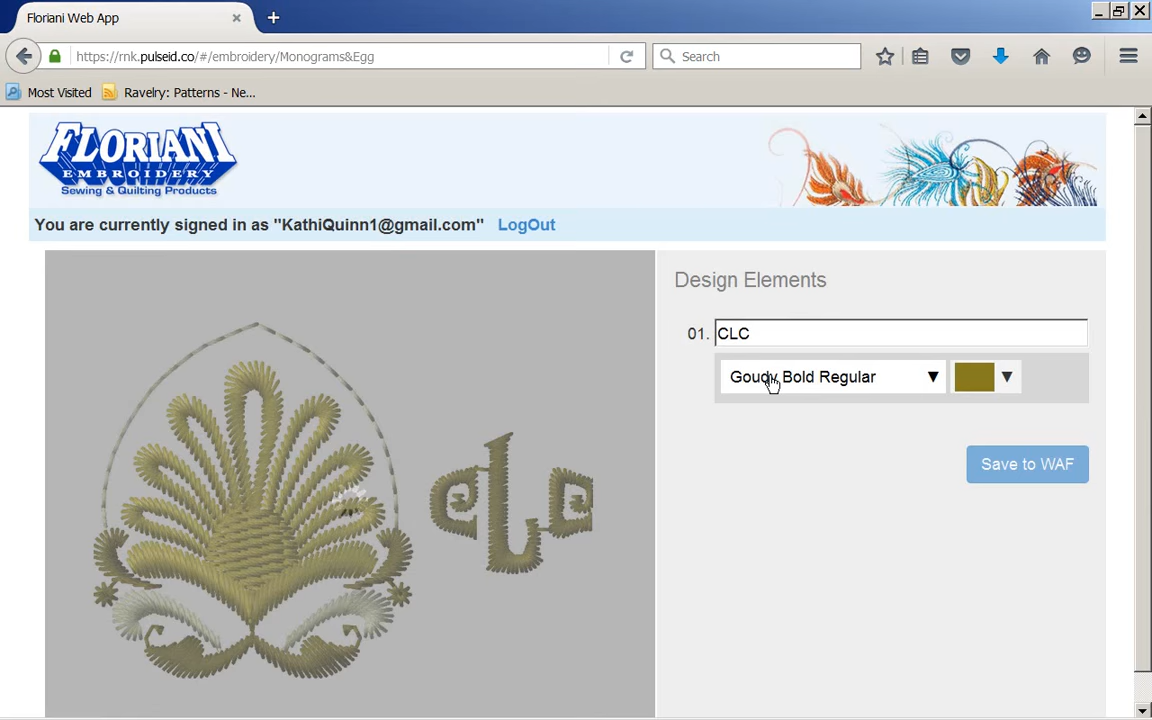 Floriani Web App
https://rnk.pulseid.co/#/embroidery/Monograms&Egg
Search
Most Visited
Ravelry: Patterns - Ne...
FLORIANI
EMBROIDERY
Sewing & Quilting Products
You are currently signed in as "KathiQuinn1@gmail.com" LogOut
Design Elements
01. CLC
Goudy Bold Regular
Save to WAF
CLC